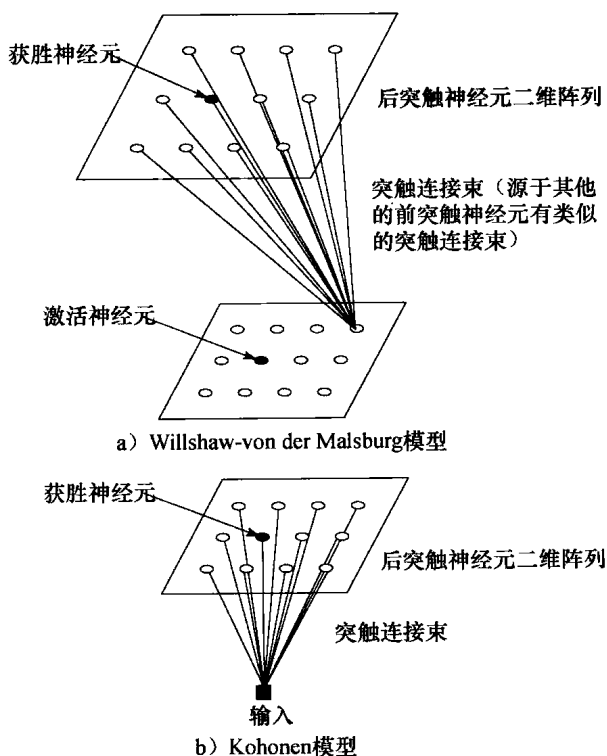 获胜神经元
后突触神经元二维阵列
突触连接束（源于其他
的前突触神经元有类似
的突触连接束）
激活神经元
a）Willshaw-von der Malsburg模型
获胜神经元
后突触神经元二维阵列
突触连接束
输入
b）Kohonen模型